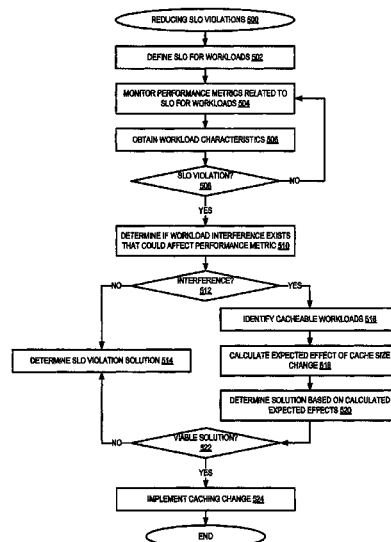 REDUCING SLO VIOLATIONS 500
DEFINE SLO FOR WORKLOADS 502
MONITOR PERFORMANCE METRICS RELATED TO
SLO FOR WORKLOADS 504
OBTAIN WORKLOAD CHARACTERISTICS
506
SLO VIOLATION?
508
NO
YES
DETERMINE IF WORKLOAD INTERFERENCE EXISTS
THAT COULD AFFECT PERFORMANCE METRIC 510
NO
INTERFERENCE?
512
YES
IDENTIFY CACHEABLE WORKLOADS 516
CALCULATE EXPECTED EFFECT OF CACHE SIZE
CHANGE 518
DETERMINE SLO VIOLATION SOLUTION 514
DETERMINE SOLUTION BASED ON CALCULATED
EXPECTED EFFECTS 520
NO
VIABLE SOLUTION?
522
YES
IMPLEMENT CACHING CHANGE 524
END